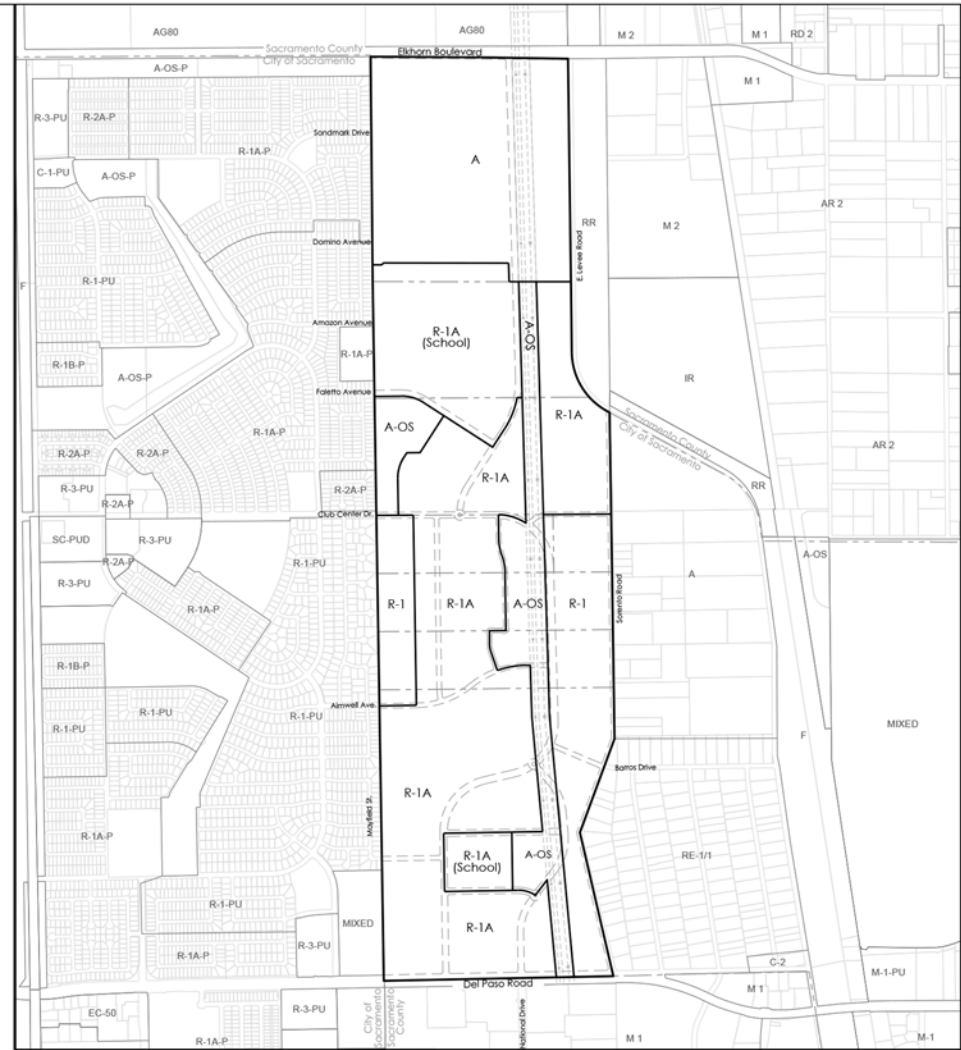 AG80
AG80
M 2
M 1
RD 2
Sacramento County
Elkhorn Boulevard
City of Sacramento
A-OS-P
M 1
R-3-PU
R-2A-P
Sandmark Drive
R-1A-P
A
C-1-PU
A-OS-P
AR 2
RR
M 2
Domino Avenue
E. Levee Road
R-1-PU
F
Amazon Avenue
R-1A
(School)
A-OS
R-1A-P
R-1B-P
A-OS-P
IR
Faletto Avenue
R-1A
Sacramento County
City of Sacramento
A-OS
R-1A-P
AR 2
R-2A-P
R-2A-P
R-1A
R-3-PU
R-2A-P
RR
R-2A-P
Club Center Dr.
SC-PUD
R-3-PU
A-OS
R-2A-P
R-1-PU
R-3-PU
A
R-1A-P
R-1
R-1A
A-OS
R-1
Sorento Road
R-1B-P
Aimwell Ave.
R-1-PU
R-1-PU
R-1-PU
MIXED
F
Barros Drive
R-1A
Mayfield St.
R-1A-P
R-1A
(School)
A-OS
RE-1/1
R-1-PU
MIXED
R-1A
R-3-PU
R-1A-P
C-2
M-1-PU
Del Paso Road
M 1
EC-50
R-3-PU
City of
Sacramento
Sacramento
County
National Drive
R-1A-P
M 1
M-1